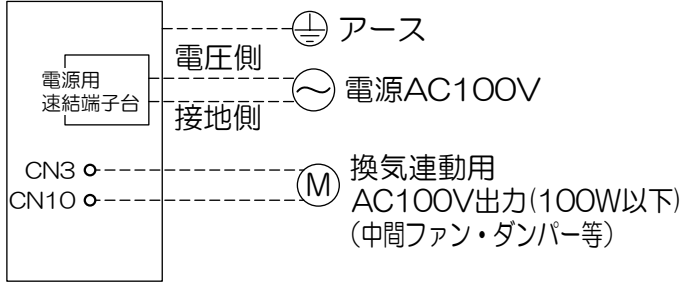 アース
電圧側
電源用
速結端子台
電源AC100V
接地側
CN3
換気連動用
M
CN10
AC100V出力(100W以下)
(中間ファン・ダンパー等)